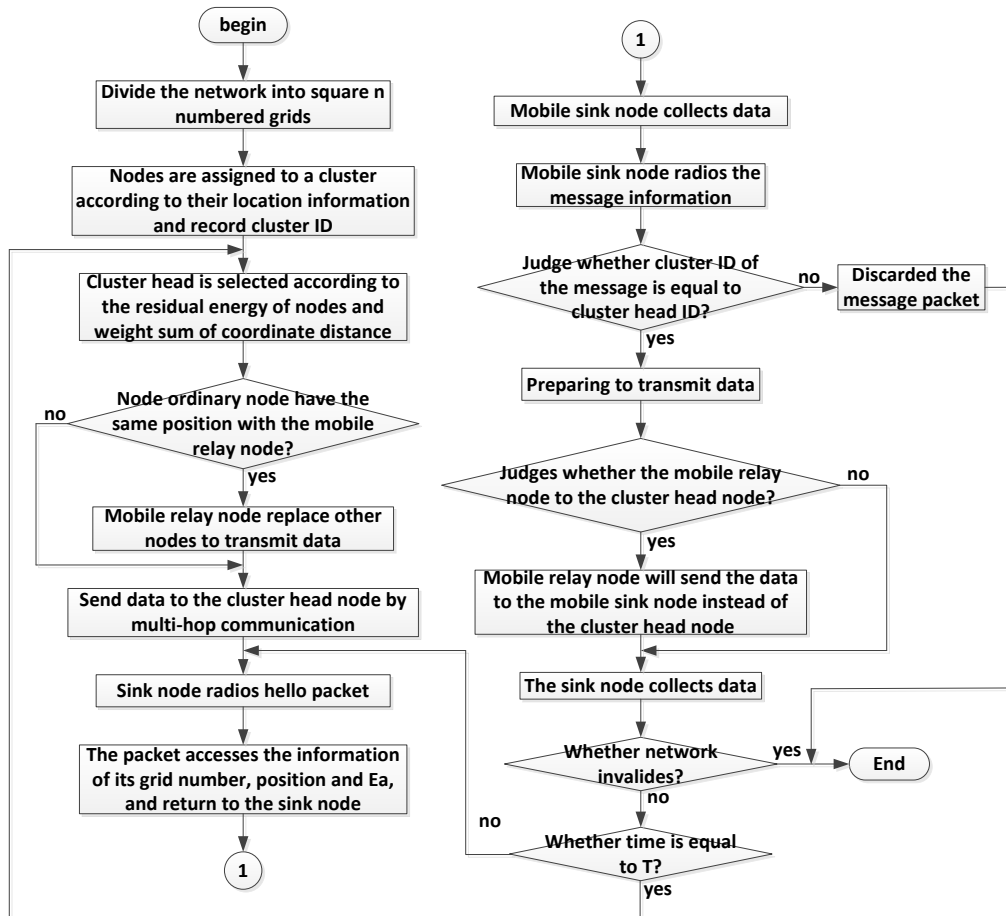 begin
Divide the network into square n
numbered grids
Nodes are assigned to a cluster
according to their location information
and record cluster ID
Cluster head is selected according to
the residual energy of nodes and
weight sum of coordinate distance
Node ordinary node have the
same position with the mobile
relay node?
no
yes
Mobile relay node replace other
nodes to transmit data
Send data to the cluster head node by
multi-hop communication
Sink node radios hello packet
The packet accesses the information
of its grid number, position and Ea,
and return to the sink node
1
1
Mobile sink node collects data
Mobile sink node radios the
message information
Judge whether cluster ID of
the message is equal to
cluster head ID?
no
Discarded the
message packet
yes
Preparing to transmit data
Judges whether the mobile relay
node to the cluster head node?
no
yes
Mobile relay node will send the data
to the mobile sink node instead of
the cluster head node
The sink node collects data
Whether network
invalides?
yes
End
no
Whether time is equal
to T?
no
yes